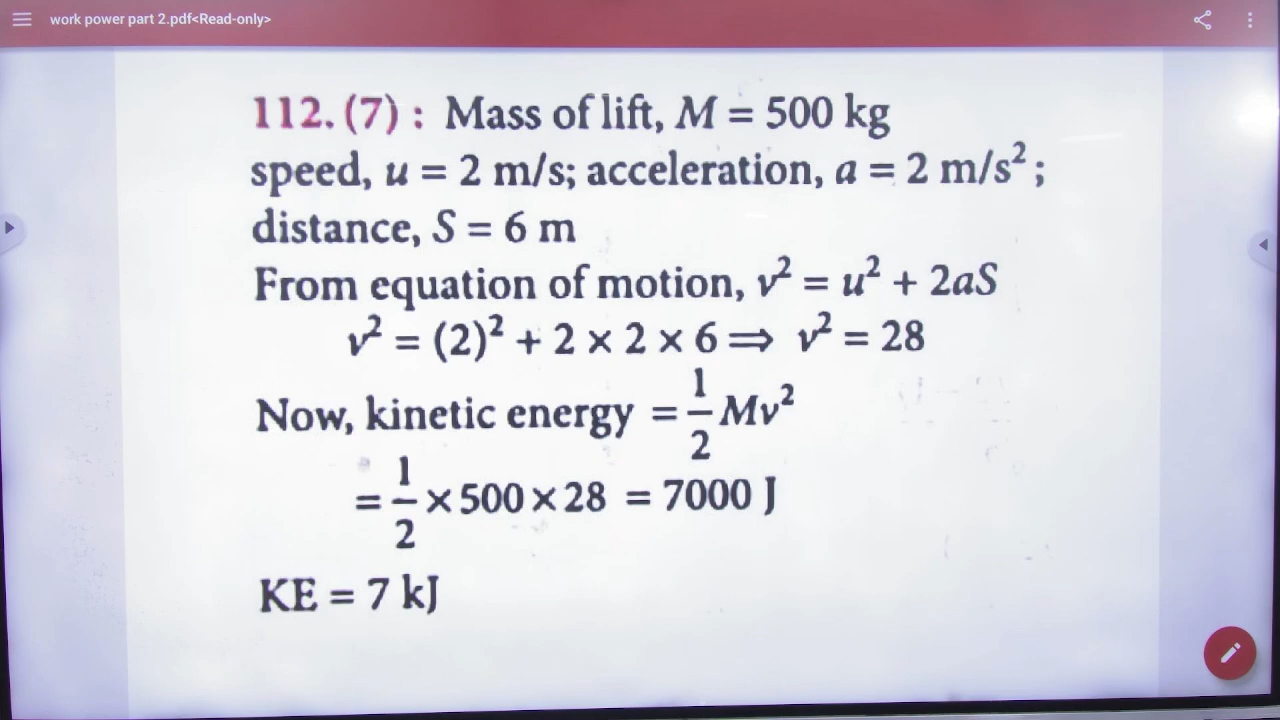 work power part 2.pdf<Read-only>
112. (7) : Mass of lift, M = 500 kg
speed, u = 2 m/s; acceleration, a = 2 m/s² ;
distance, S = 6 m
From equation of motion, v² = u² + 2aS
v² = (2)² + 2 × 2 × 6 ⟹ v² = 28
Now, kinetic energy = 1/2 Mv²
= 1/2 × 500 × 28 = 7000 J
KE = 7 kJ